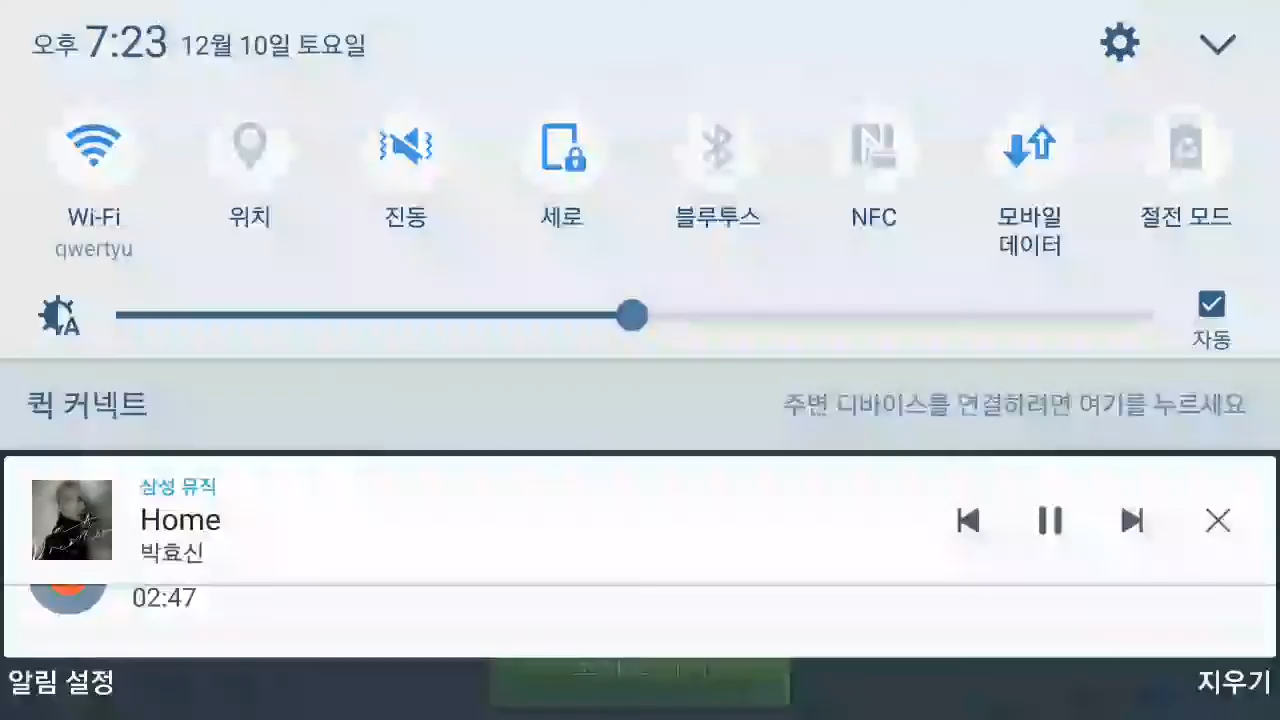 오후 7:23 12월 10일 토요일
Wi-Fi 위치 진동 세로 블루투스 NFC 모바일 데이터 절전 모드
qwertyu
A
자동
퀵 커넥트 주변 디바이스를 연결하려면 여기를 누르세요
삼성 뮤직
Home
박효신
02:47
알림 설정 지우기